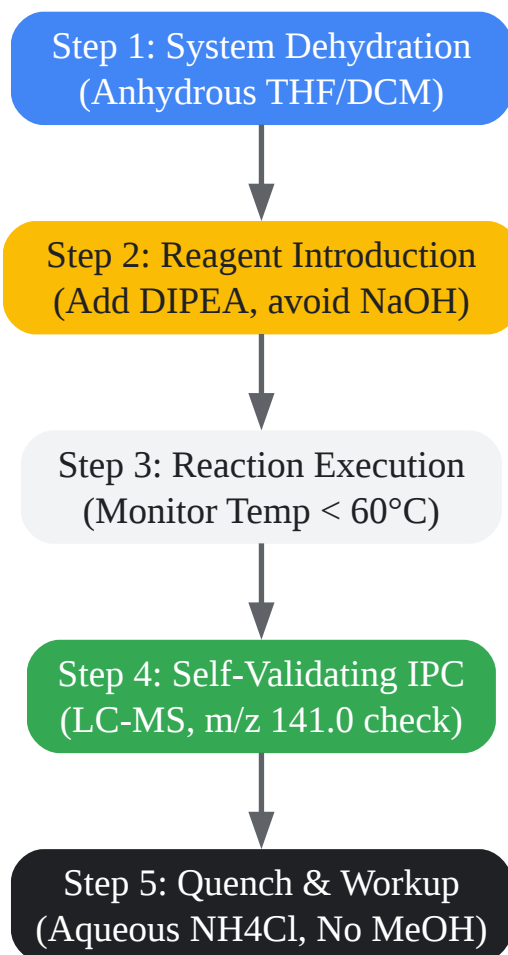 Step 1: System Dehydration
(Anhydrous THF/DCM)
Step 2: Reagent Introduction
(Add DIPEA, avoid NaOH)
Step 3: Reaction Execution
(Monitor Temp < 60°C)
Step 4: Self-Validating IPC
(LC-MS, m/z 141.0 check)
Step 5: Quench & Workup
(Aqueous NH4Cl, No MeOH)